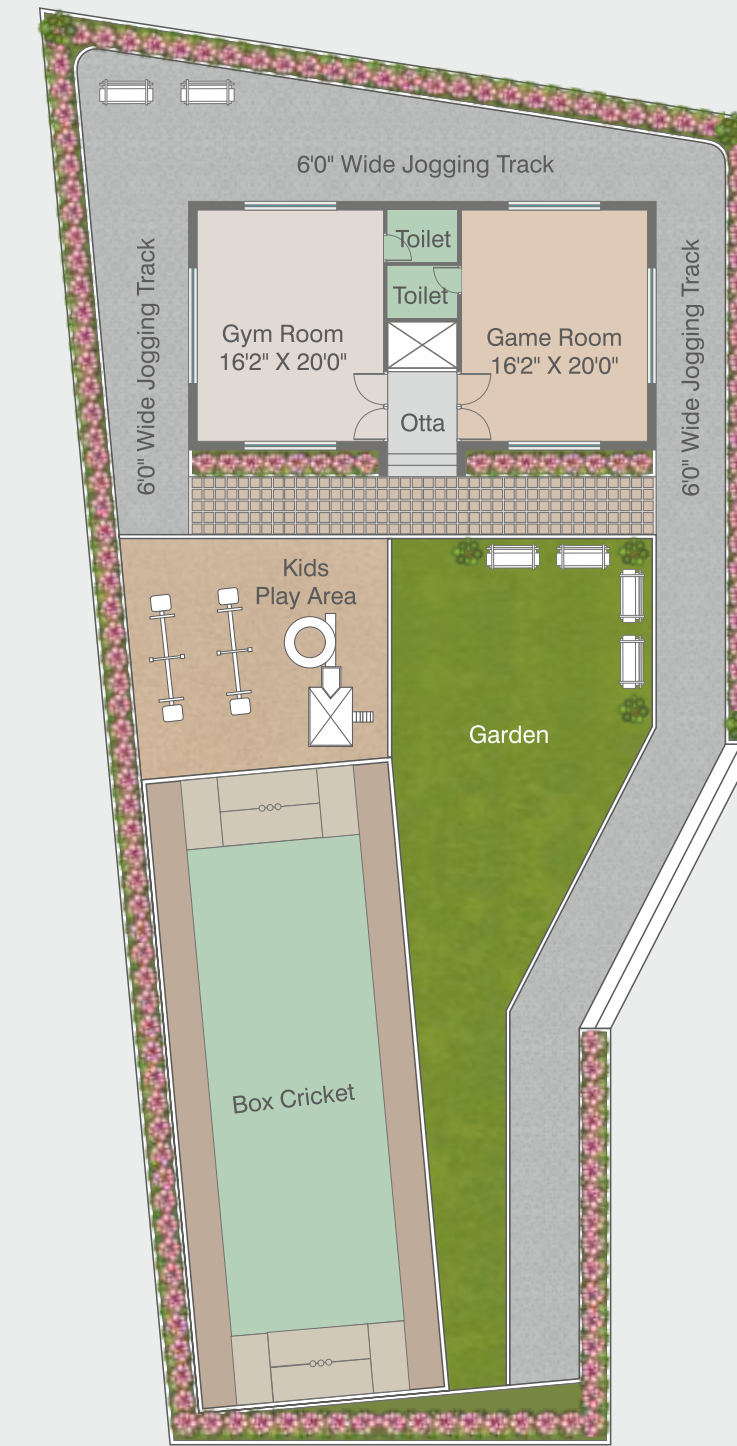 6'0" Wide Jogging Track
6'0" Wide Jogging Track
6'0" Wide Jogging Track
Toilet
Toilet
Gym Room
16'2" X 20'0"
Game Room
16'2" X 20'0"
Otta
Kids
Play Area
Garden
Box Cricket